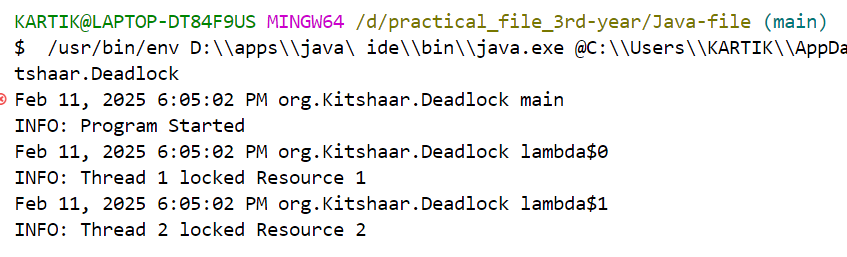 KARTIK@LAPTOP-DT84F9US MINGW64 /d/practical_file_3rd-year/Java-file (main)
$  /usr/bin/env D:\\apps\\java\ ide\\bin\\java.exe @C:\\Users\\KARTIK\\AppDa
tshaar.Deadlock
Feb 11, 2025 6:05:02 PM org.Kitshaar.Deadlock main
INFO: Program Started
Feb 11, 2025 6:05:02 PM org.Kitshaar.Deadlock lambda$0
INFO: Thread 1 locked Resource 1
Feb 11, 2025 6:05:02 PM org.Kitshaar.Deadlock lambda$1
INFO: Thread 2 locked Resource 2